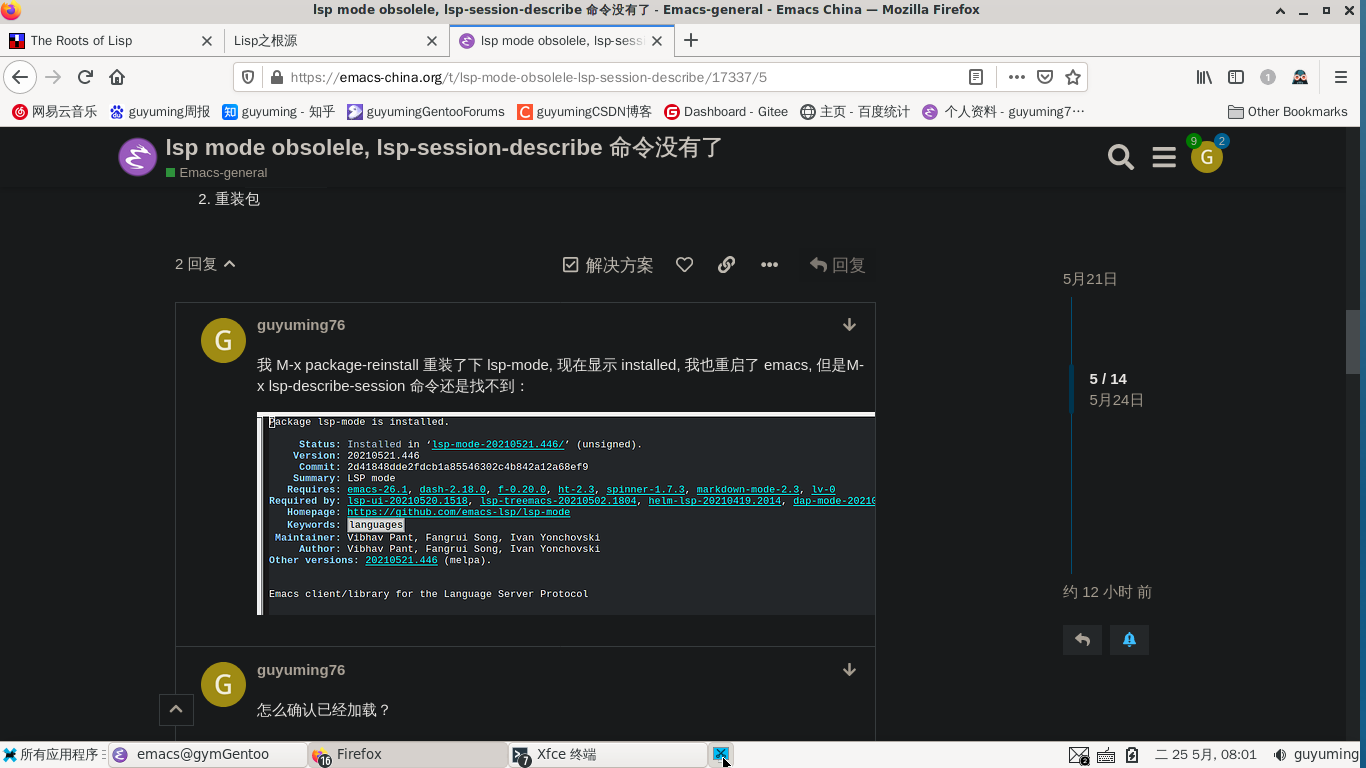 lsp mode obsolele, lsp-session-describe 命令没有了 - Emacs-general - Emacs China — Mozilla Firefox
The Roots of Lisp
Lisp之根源
lsp mode obsolele, lsp-sess
https://emacs-china.org/t/lsp-mode-obsolele-lsp-session-describe/17337/5
1
网易云音乐 guyuming周报 guyuming - 知乎 guyumingGentooForums guyumingCSDN博客 Dashboard - Gitee 主页 - 百度统计 个人资料 - guyuming7⋯ Other Bookmarks
lsp mode obsolele, lsp-session-describe 命令没有了
Emacs-general
9 2
G
2. 重装包
2 回复 解决方案 回复
5月21日
guyuming76
G
我 M-x package-reinstall 重装了下 lsp-mode, 现在显示 installed, 我也重启了 emacs, 但是M-
x lsp-describe-session 命令还是找不到：
5 / 14
5月24日
Package lsp-mode is installed.
Status: Installed in ‘lsp-mode-20210521.446/’ (unsigned).
Version: 20210521.446
Commit: 2d41848dde2fdcb1a85546302c4b842a12a68ef9
Summary: LSP mode
Requires: emacs-26.1, dash-2.18.0, f-0.20.0, ht-2.3, spinner-1.7.3, markdown-mode-2.3, lv-0
Required by: lsp-ui-20210520.1518, lsp-treemacs-20210502.1804, helm-lsp-20210419.2014, dap-mode-20210
Homepage: https://github.com/emacs-lsp/lsp-mode
Keywords: languages
Maintainer: Vibhav Pant, Fangrui Song, Ivan Yonchovski
Author: Vibhav Pant, Fangrui Song, Ivan Yonchovski
Other versions: 20210521.446 (melpa).
Emacs client/library for the Language Server Protocol
约 12 小时 前
guyuming76
G
怎么确认已经加载？
所有应用程序 emacs@gymGentoo 16 Firefox 7 Xfce 终端 2 二 25 5月, 08:01 guyuming